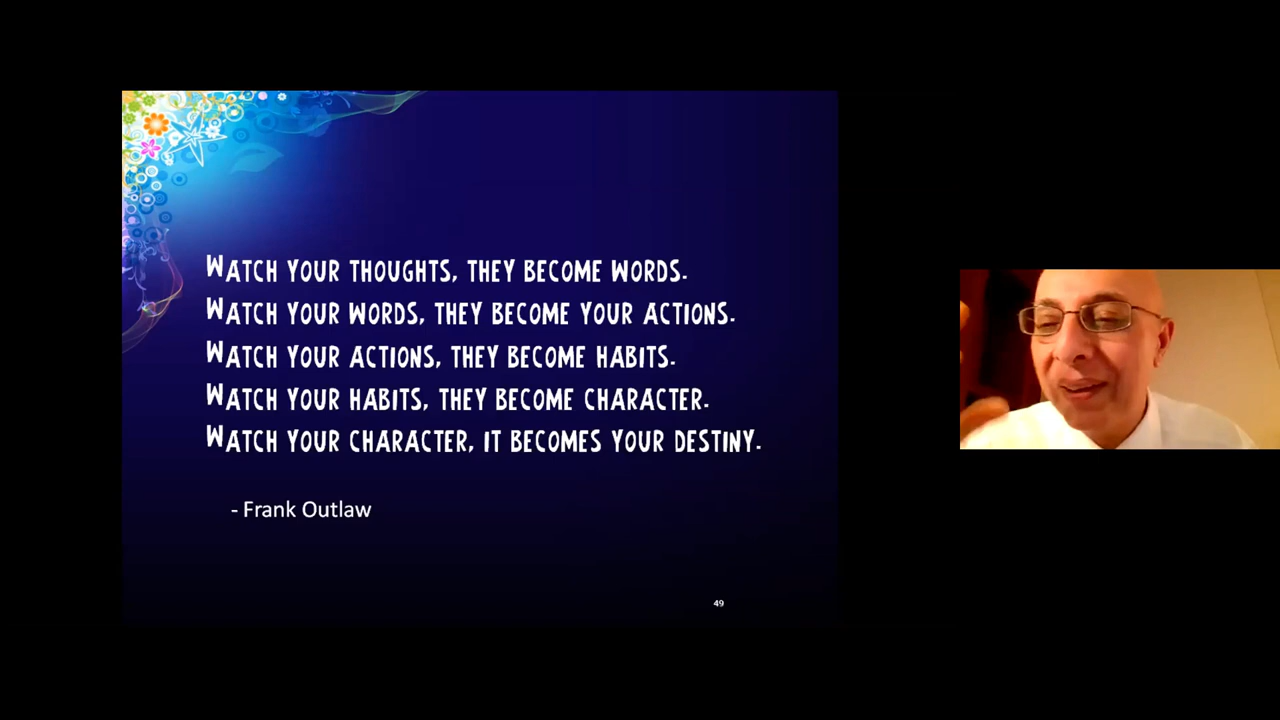 Watch your thoughts, they become words.
Watch your words, they become your actions.
Watch your actions, they become habits.
Watch your habits, they become character.
Watch your character, it becomes your destiny.
- Frank Outlaw
49